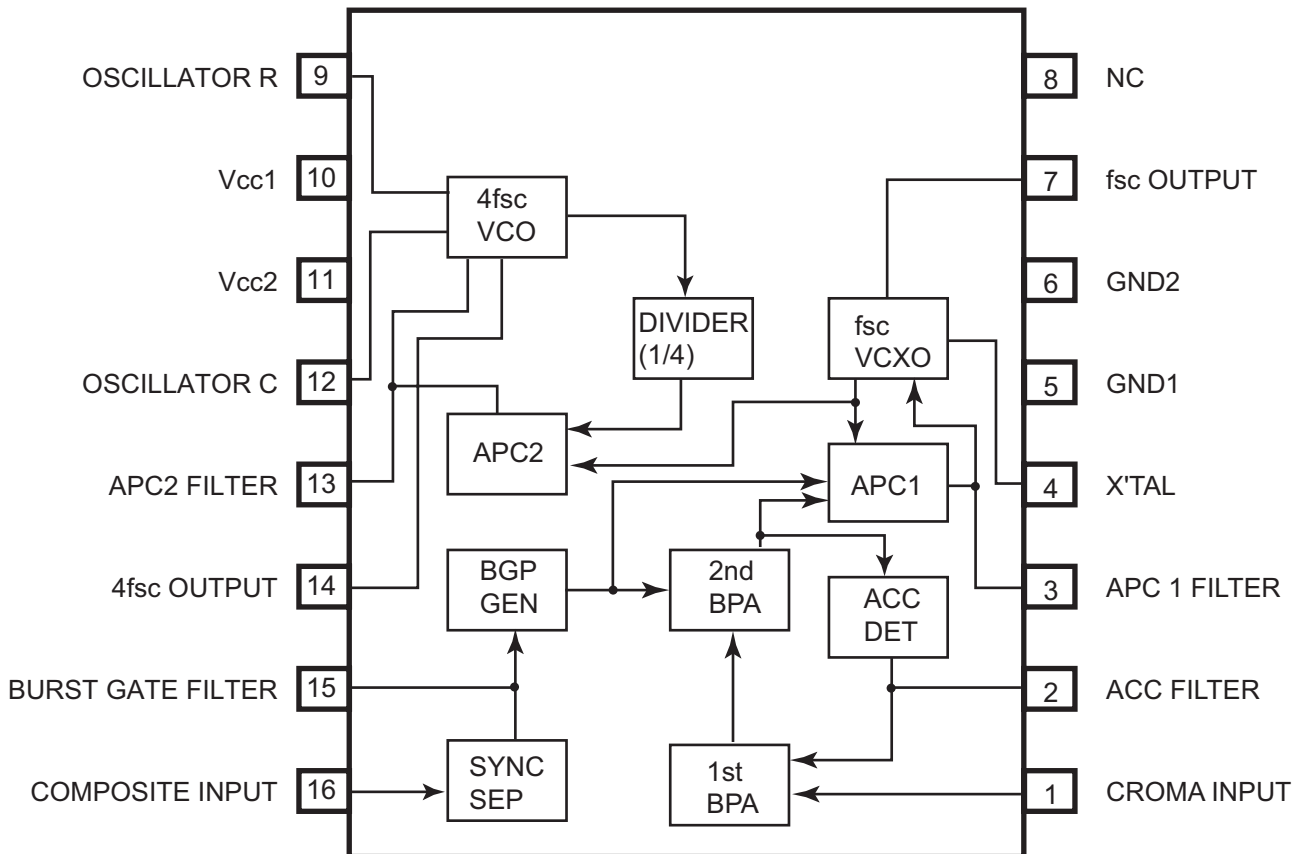 OSCILLATOR R
9
8
NC
Vcc1
10
7
fsc OUTPUT
Vcc2
11
6
GND2
OSCILLATOR C
12
5
GND1
APC2 FILTER
13
4
X'TAL
4fsc OUTPUT
14
3
APC 1 FILTER
BURST GATE FILTER
15
2
ACC FILTER
COMPOSITE INPUT
16
1
CROMA INPUT
4fsc
VCO
DIVIDER
(1/4)
fsc
VCXO
APC2
APC1
BGP
GEN
2nd
BPA
ACC
DET
SYNC
SEP
1st
BPA